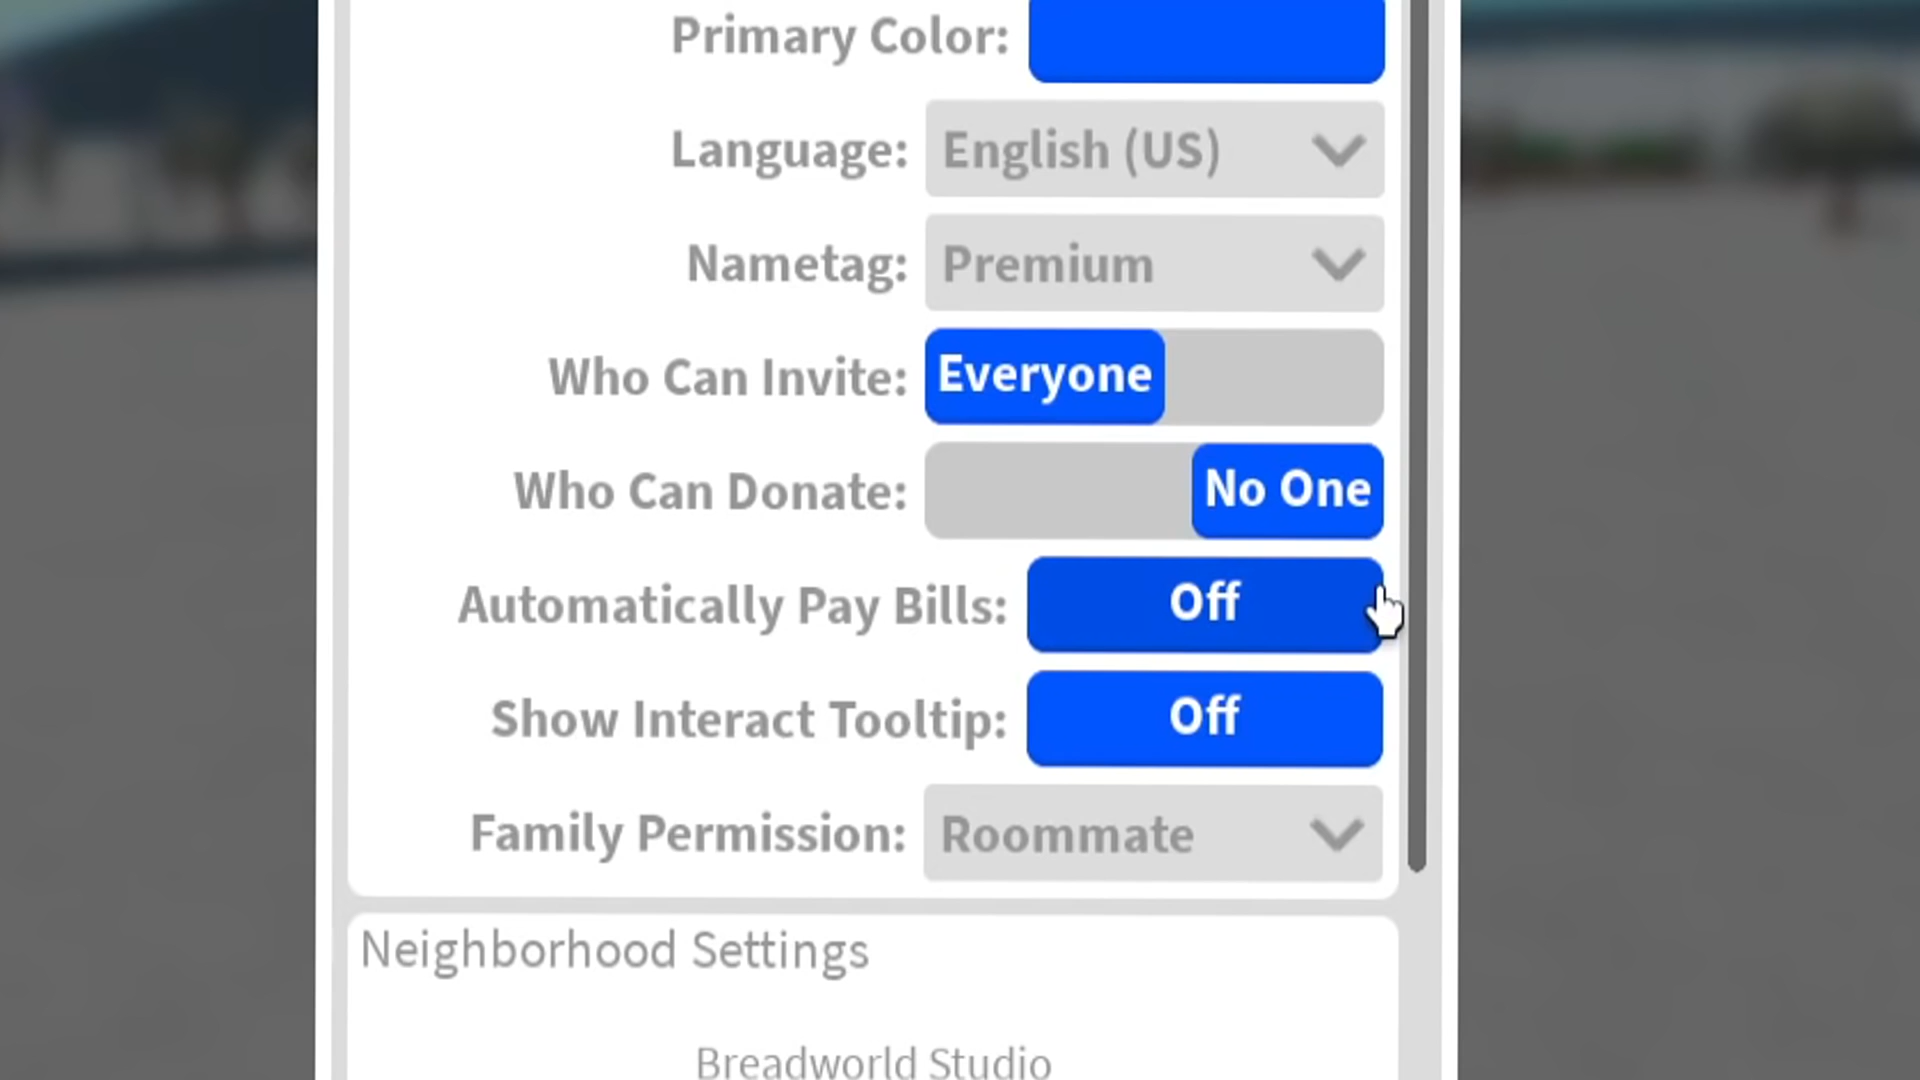 Primary Color:
Language: English (US)
Nametag: Premium
Who Can Invite: Everyone
Who Can Donate: No One
Automatically Pay Bills: Off
Show Interact Tooltip: Off
Family Permission: Roommate
Neighborhood Settings
Breadworld Studio